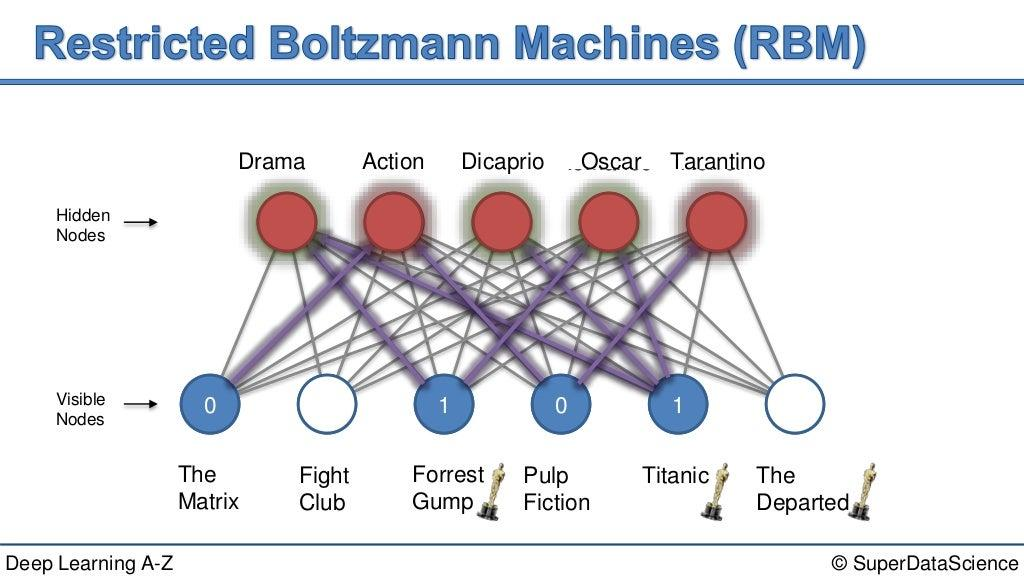 Restricted Boltzmann Machines (RBM)
Drama Action Dicaprio Oscar Tarantino
Hidden
Nodes
Visible
Nodes
0 1 0 1
The Fight Forrest Pulp Titanic The
Matrix Club Gump Fiction Departed
Deep Learning A-Z © SuperDataScience